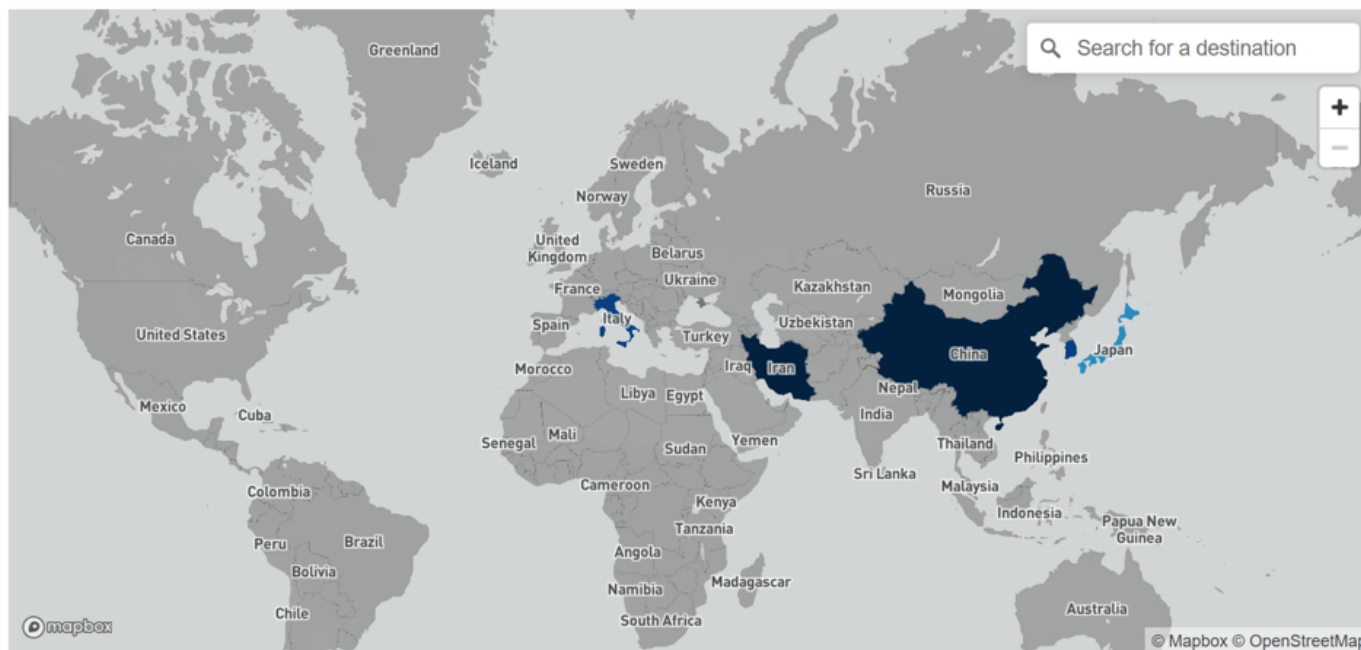 Greenland
Search for a destination
+
−
Iceland
Sweden
Russia
Norway
Canada
United
Kingdom
Belarus
Ukraine
Kazakhstan
France
Mongolia
Italy
Uzbekistan
Spain
United States
Turkey
China
Japan
Morocco
Iraq
Iran
Nepal
Libya
Egypt
Mexico
Cuba
India
Mali
Senegal
Sudan
Yemen
Thailand
Philippines
Sri Lanka
Cameroon
Malaysia
Colombia
Kenya
Indonesia
Tanzania
Papua New
Guinea
Peru
Brazil
Angola
Bolivia
Madagascar
Namibia
Chile
Australia
South Africa
mapbox
© Mapbox © OpenStreetMap